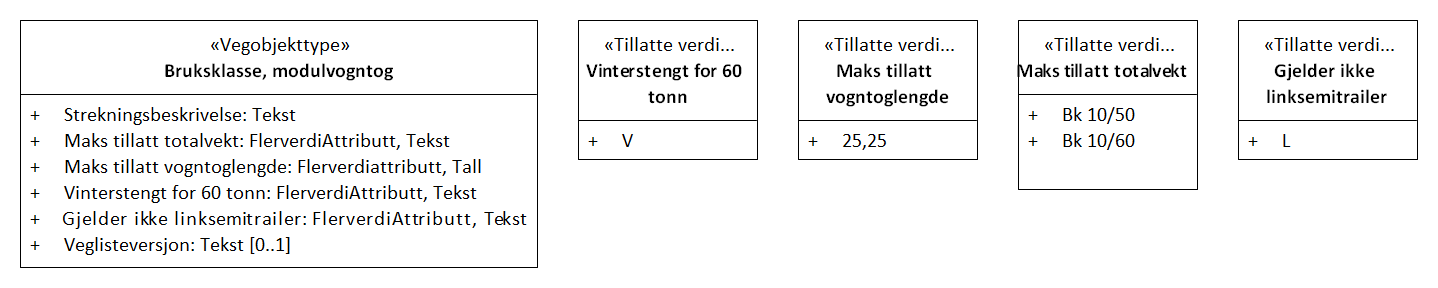 «Vegobjekttype»
Bruksklasse, modulvogntog
+ Strekningsbeskrivelse: Tekst
+ Maks tillatt totalvekt: FlerverdiAttributt, Tekst
+ Maks tillatt vogntoglengde: Flerverdiattributt, Tall
+ Vinterstengt for 60 tonn: FlerverdiAttributt, Tekst
+ Gjelder ikke linksemitrailer: FlerverdiAttributt, Tekst
+ Veglisteversjon: Tekst [0..1]
«Tillatte verdi...
Vinterstengt for 60
tonn
+ V
«Tillatte verdi...
Maks tillatt
vogntoglengde
+ 25,25
«Tillatte verdi...
Maks tillatt totalvekt
+ Bk 10/50
+ Bk 10/60
«Tillatte verdi...
Gjelder ikke
linksemitrailer
+ L